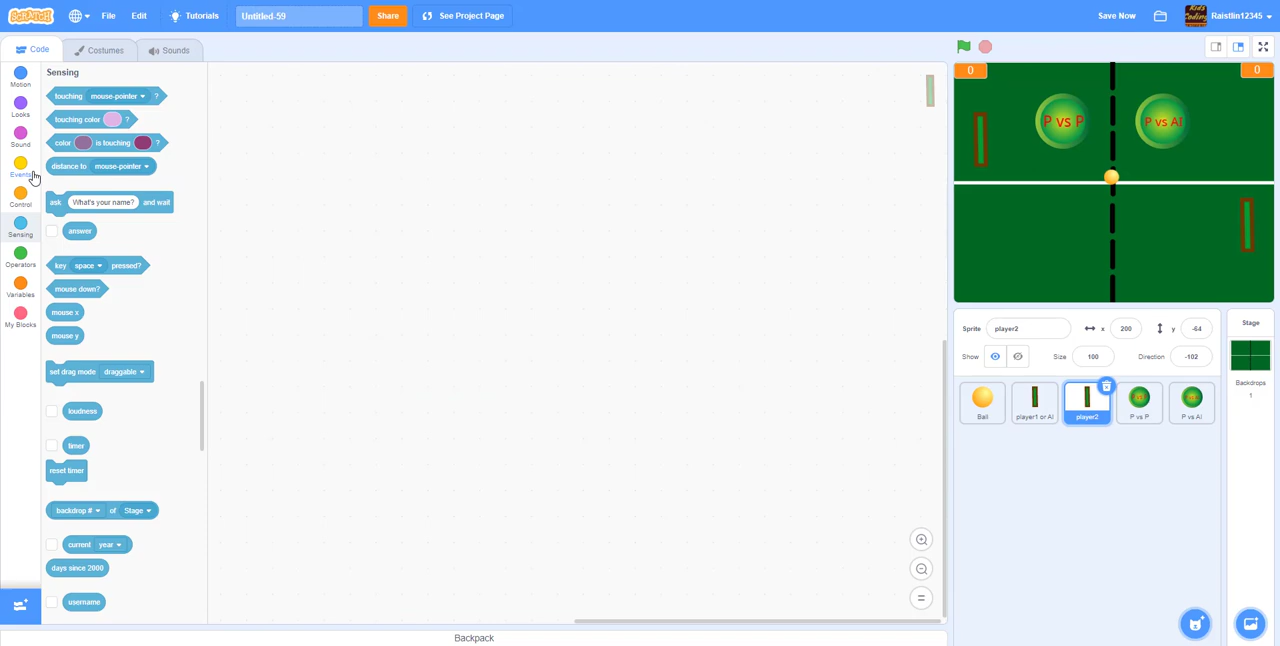 SCRATCH File Edit Tutorials Untitled-59 Share See Project Page Save Now Raistlin12345
Code Costumes Sounds
Motion
Looks
Sound
Events
Control
Sensing
Operators
Variables
My Blocks
Sensing
touching mouse-pointer ?
touching color ?
color is touching ?
distance to mouse-pointer
ask What's your name? and wait
answer
key space pressed?
mouse down?
mouse x
mouse y
set drag mode draggable
loudness
timer
reset timer
backdrop # of Stage
current year
days since 2000
username
Backpack
0 0
P vs P P vs AI
Sprite player2 x 200 y -64
Show Size 100 Direction -102
Ball player1 or AI player2 P vs P P vs AI
Stage
Backdrops
1